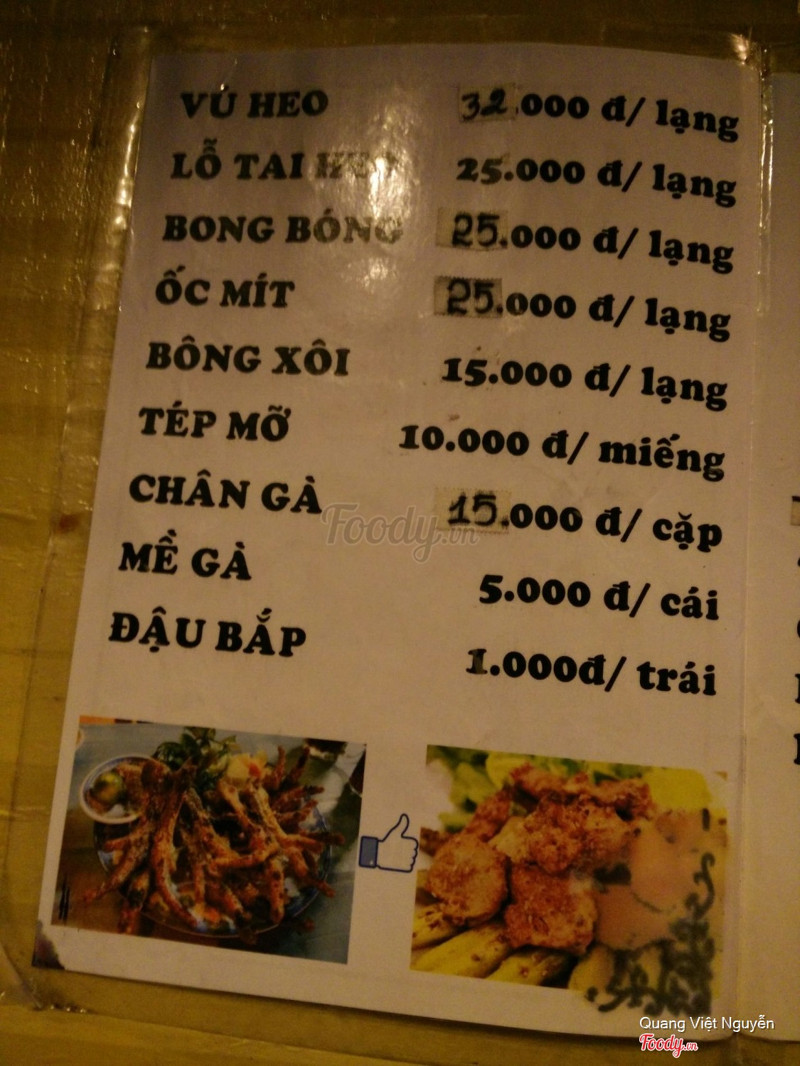 VÚ HEO 32.000 đ/ lạng
LỖ TAI 25.000 đ/ lạng
BONG BÓNG 25.000 đ/ lạng
ỐC MÍT 25.000 đ/ lạng
BÔNG XÔI 15.000 đ/ lạng
TÉP MỠ 10.000 đ/ miếng
CHÂN GÀ 15.000 đ/ cặp
MỀ GÀ 5.000 đ/ cái
ĐẬU BẮP 1.000đ/ trái
Foody.vn
Quang Việt Nguyễn
Foody.vn